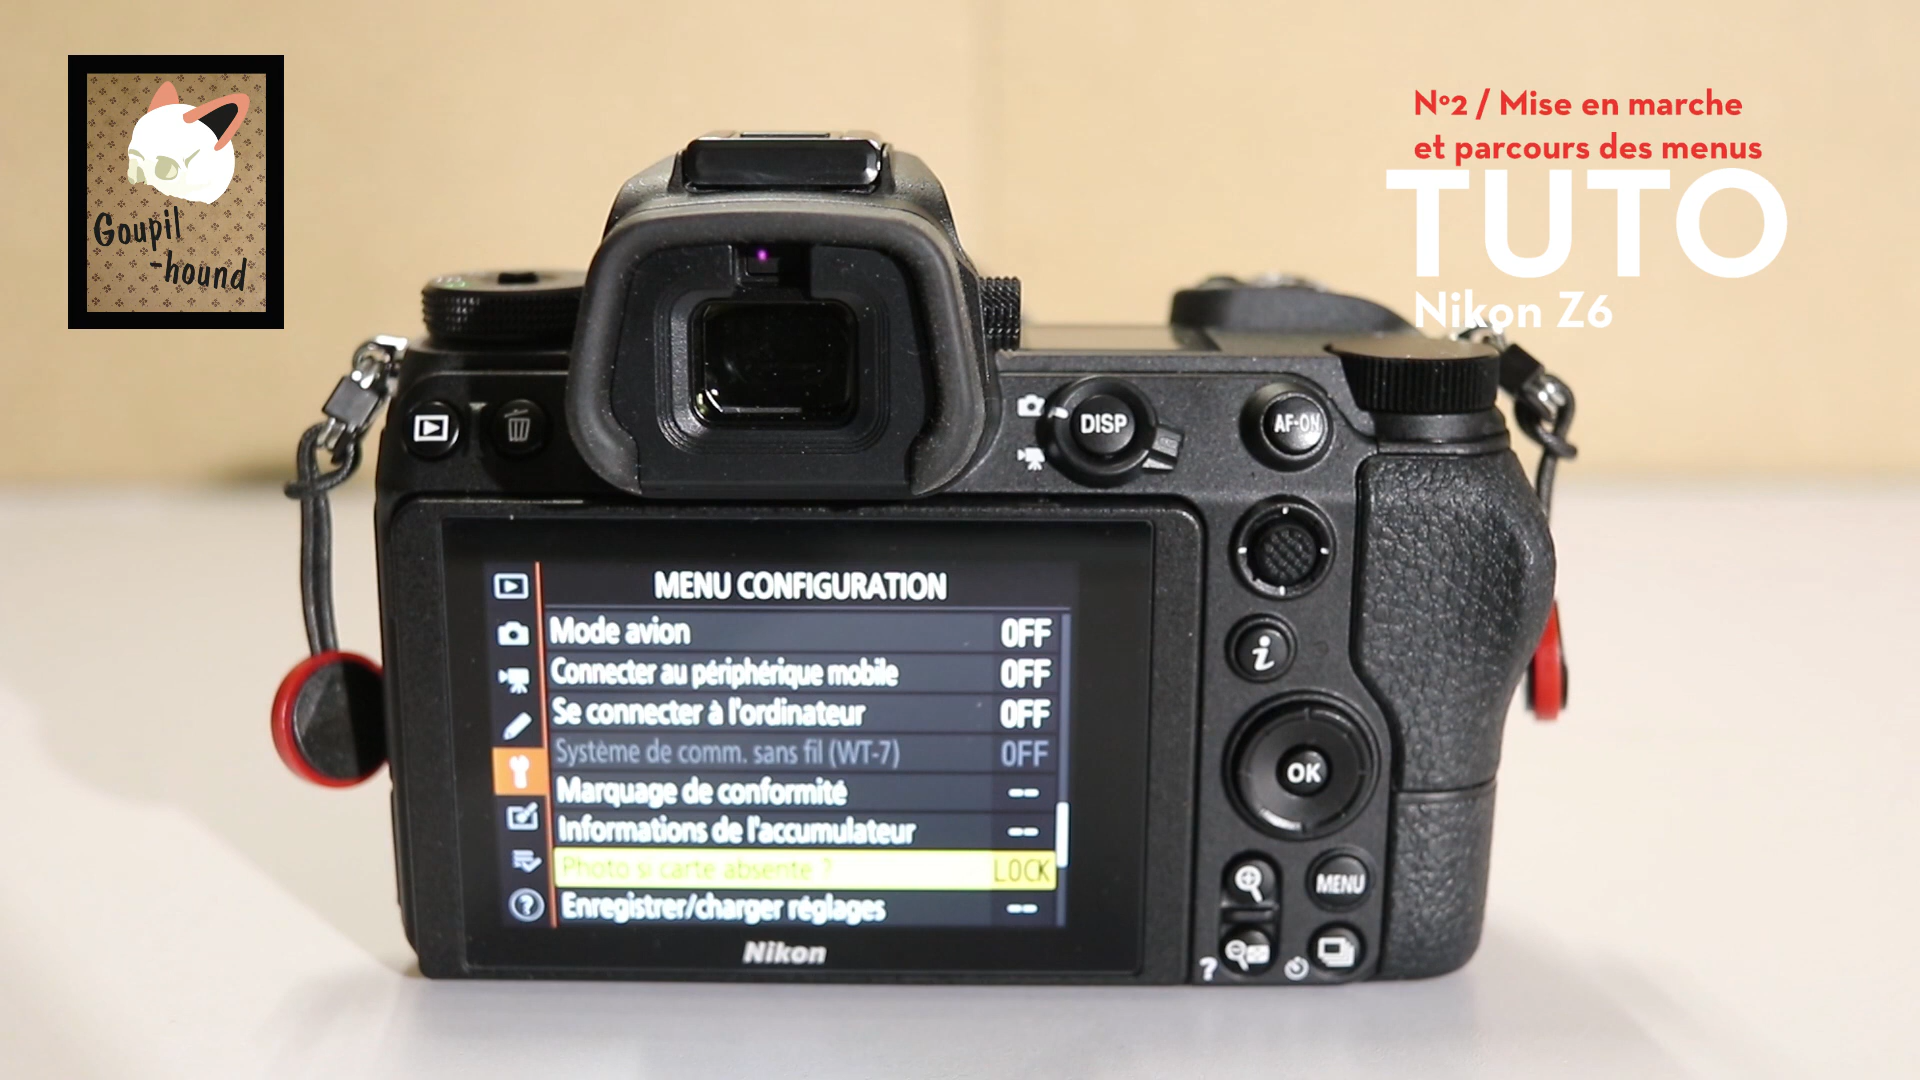 Goupil
-hound
N°2 / Mise en marche
et parcours des menus
TUTO
Nikon Z6
DISP
AF-ON
MENU CONFIGURATION
Mode avion OFF
Connecter au périphérique mobile OFF
Se connecter à l'ordinateur OFF
Système de comm. sans fil (WT-7) OFF
Marquage de conformité --
Informations de l'accumulateur --
Photo si carte absente ? LOCK
Enregistrer/charger réglages --
?
i
OK
MENU
?
Nikon